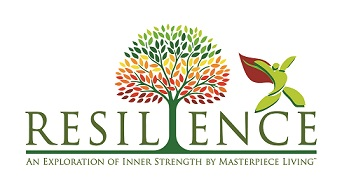 RESILIENCE
AN EXPLORATION OF INNER STRENGTH BY MASTERPIECE LIVING™